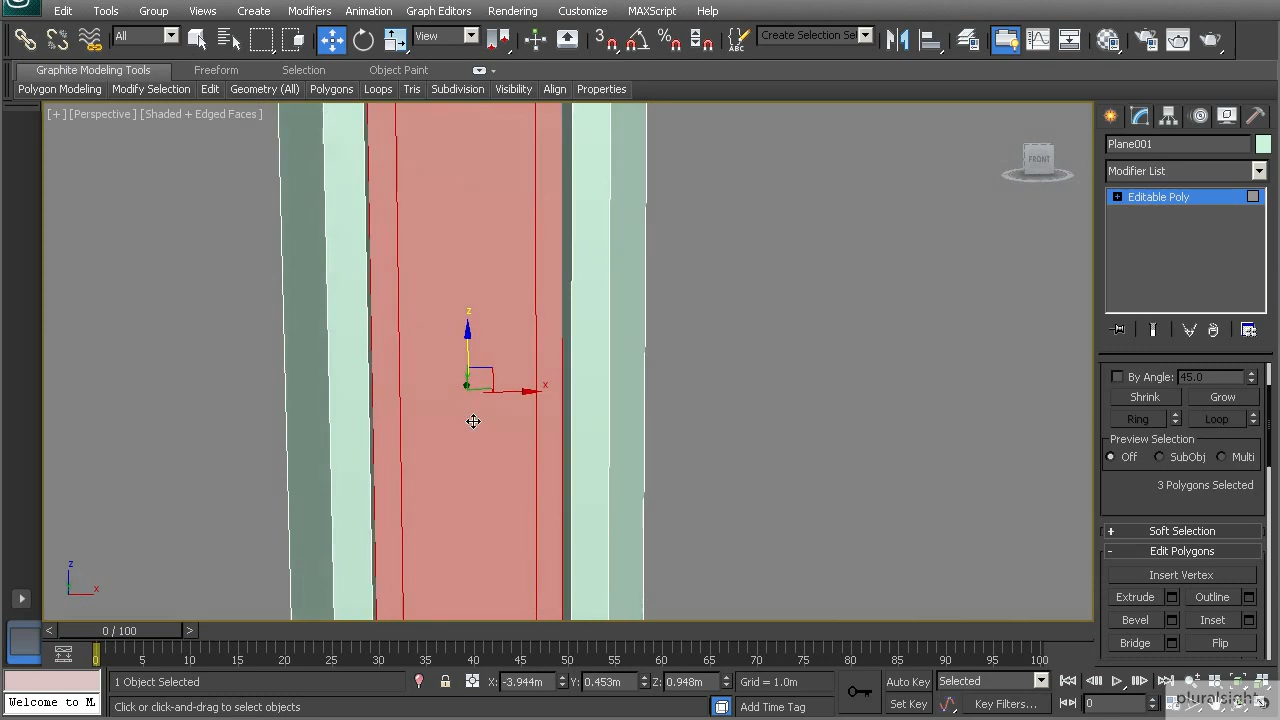 Edit Tools Group Views Create Modifiers Animation Graph Editors Rendering Customize MAXScript Help
All View 3 Create Selection Se
Graphite Modeling Tools Freeform Selection Object Paint
Polygon Modeling Modify Selection Edit Geometry (All) Polygons Loops Tris Subdivision Visibility Align Properties
[+] [Perspective] [Shaded + Edged Faces]
FRONT
Plane001
Modifier List
Editable Poly
z
x
By Angle: 45.0
Shrink Grow
Ring Loop
Preview Selection
Off SubObj Multi
3 Polygons Selected
+ Soft Selection
- Edit Polygons
Insert Vertex
Extrude Outline
Bevel Inset
Bridge Flip
z
x
< 0 / 100 >
0 5 10 15 20 25 30 35 40 45 50 55 60 65 70 75 80 85 90 95 100
1 Object Selected X: -3.944m Y: 0.453m Z: 0.948m Grid = 1.0m Auto Key Selected
Welcome to M Click or click-and-drag to select objects Add Time Tag Set Key Key Filters... 0
pluralsight